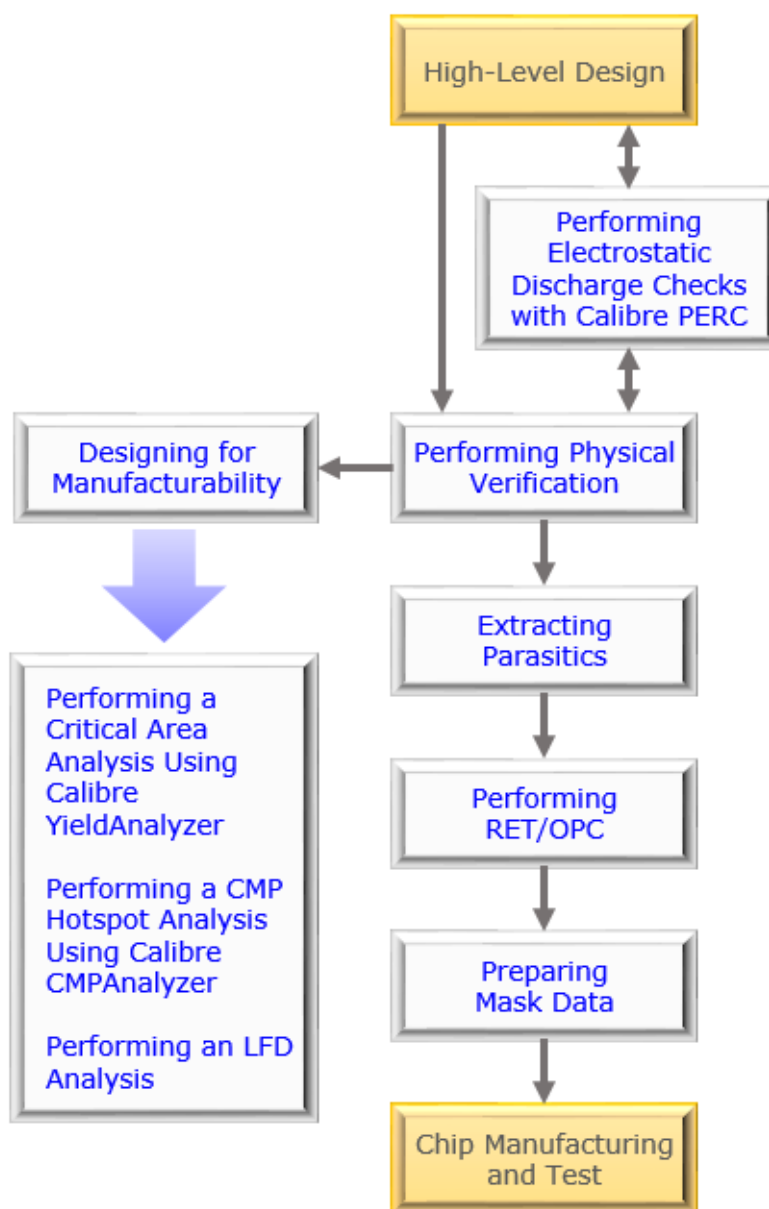 High-Level Design
Performing
Electrostatic
Discharge Checks
with Calibre PERC
Designing for
Manufacturability
Performing Physical
Verification
Extracting
Parasitics
Performing a
Critical Area
Analysis Using
Calibre
YieldAnalyzer
Performing a CMP
Hotspot Analysis
Using Calibre
CMPAnalyzer
Performing an LFD
Analysis
Performing
RET/OPC
Preparing
Mask Data
Chip Manufacturing
and Test